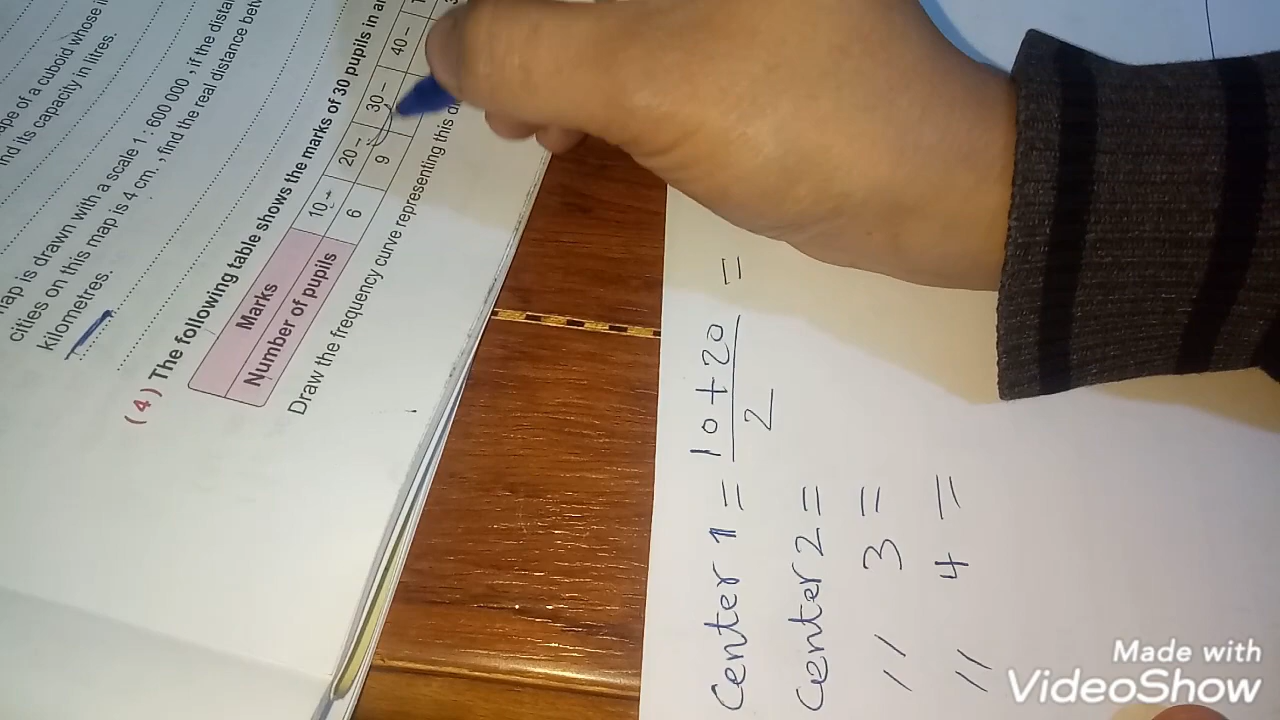 ape of a cuboid whose
ind its capacity in litres.
map is drawn with a scale 1 : 600 000 , if the
cities on this map is 4 cm. , find the real distance
kilometres.
( 4 ) The following table shows the marks of 30 pupils in
Marks 10 - 20 - 30 - 40 -
Number of pupils 6 9
Draw the frequency curve representing this
Center 1 = 10 + 20 / 2 =
Center 2 =
" 3 =
" 4 =
Made with
VideoShow